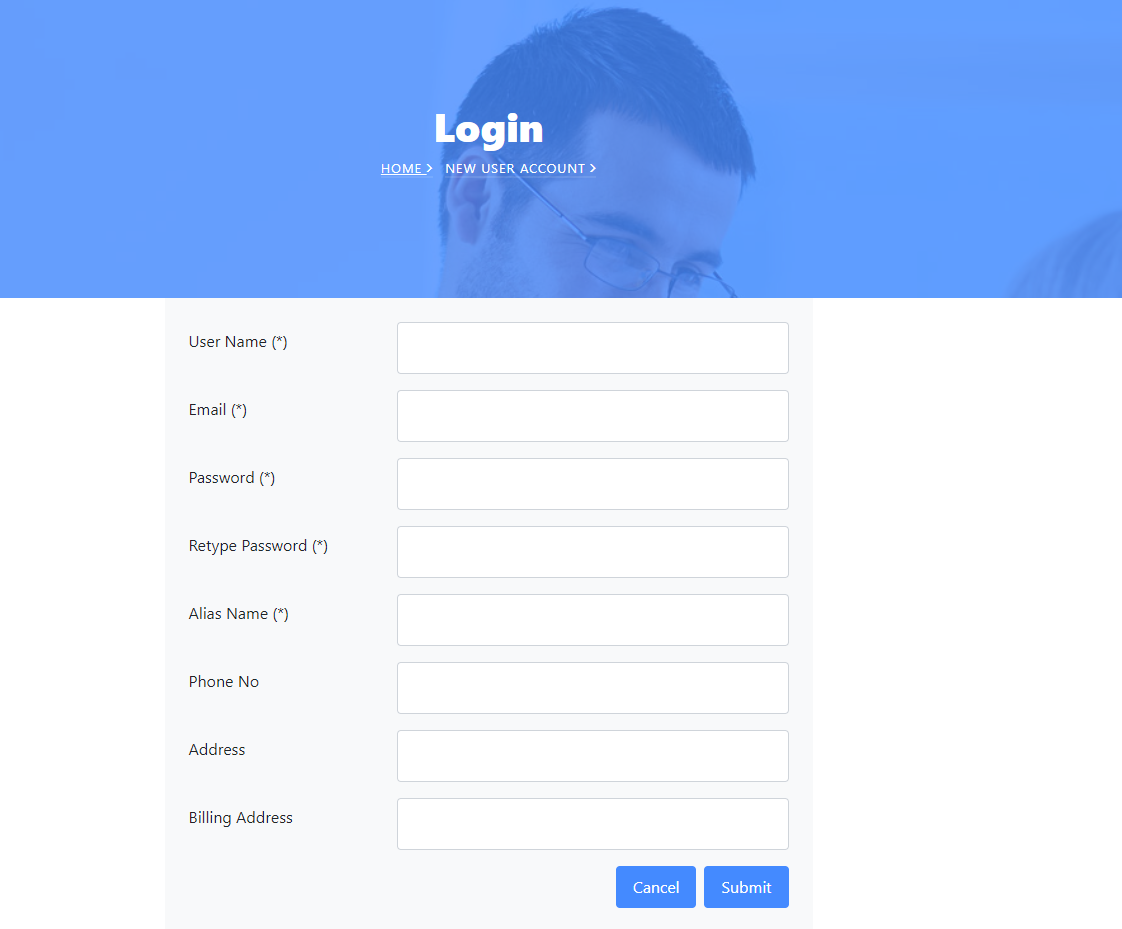 Login
HOME > NEW USER ACCOUNT >
User Name (*)
Email (*)
Password (*)
Retype Password (*)
Alias Name (*)
Phone No
Address
Billing Address
Cancel Submit